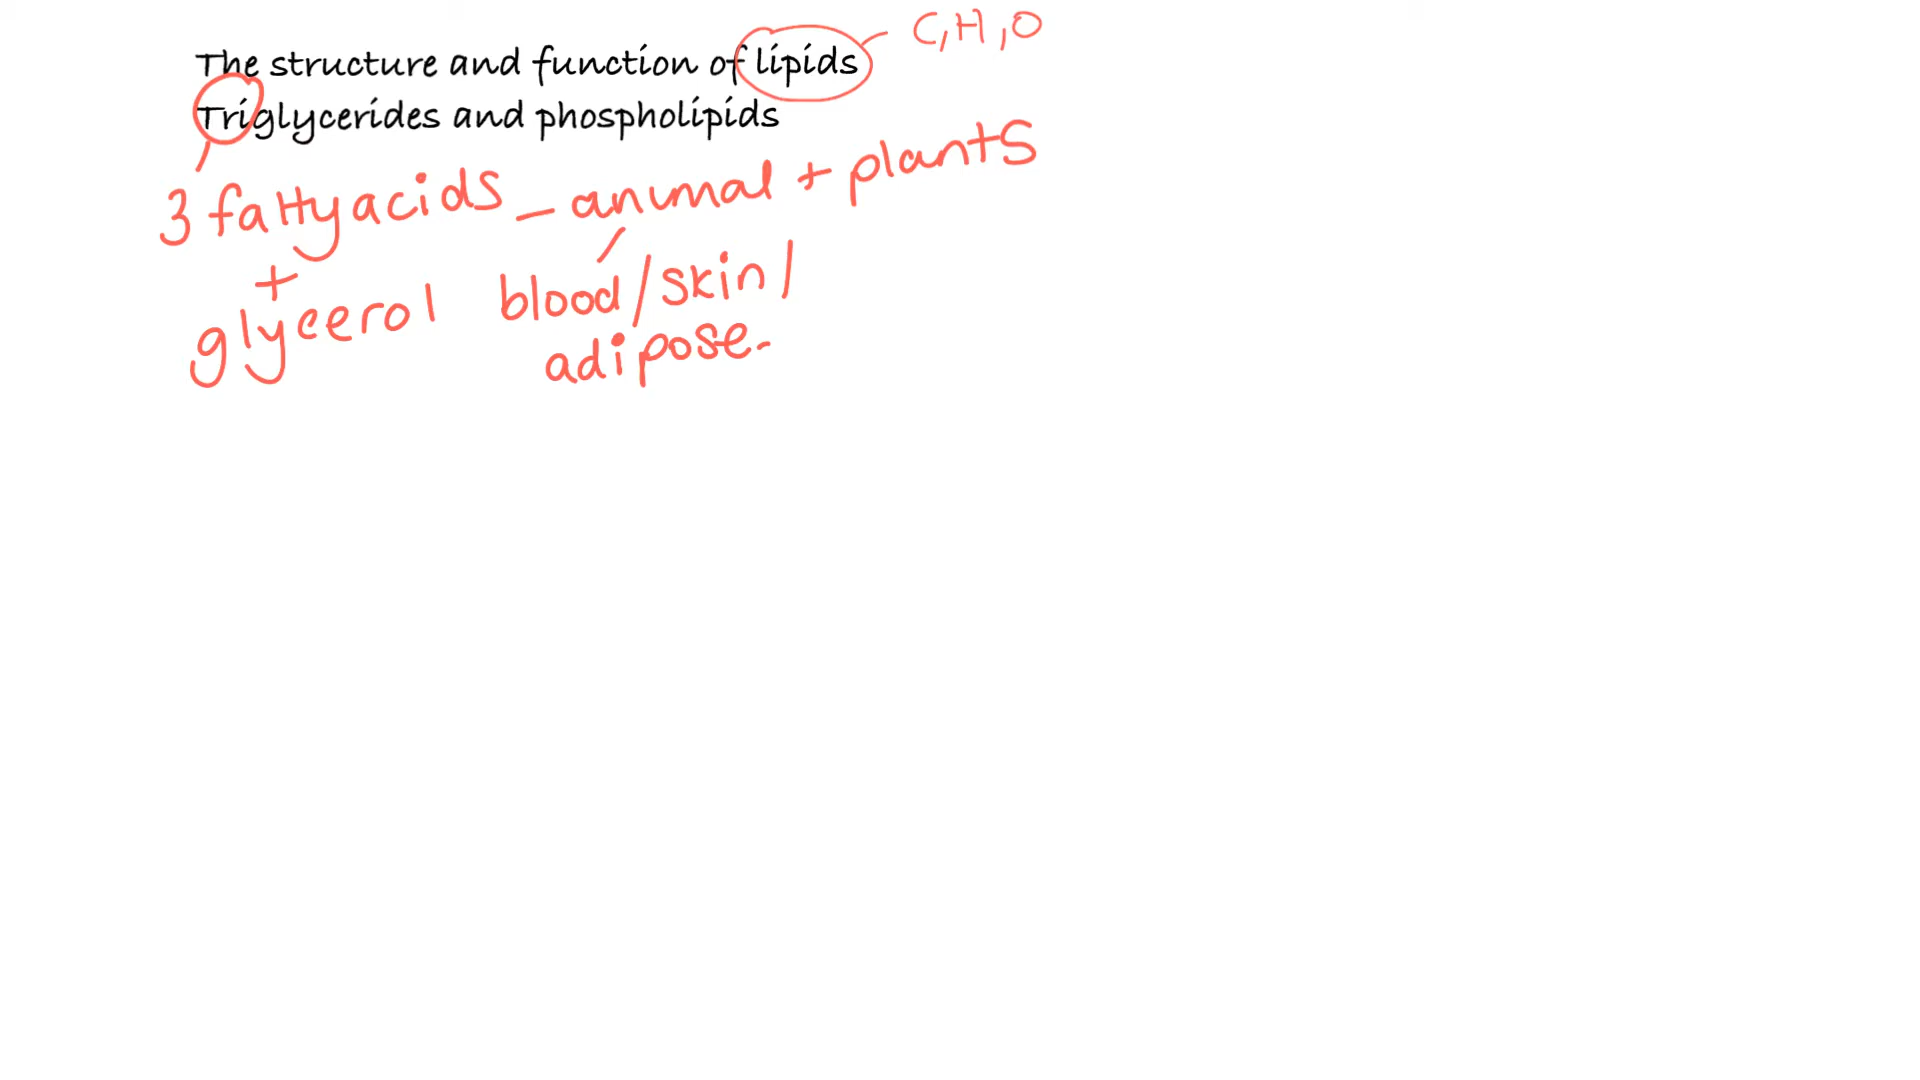 C, H, O
The structure and function of lipids
Triglycerides and phospholipids
3 fatty acids - animal + plants
+
glycerol blood/skin/
adipose.